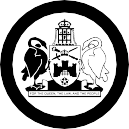 FOR THE QUEEN, THE LAW, AND THE PEOPLE